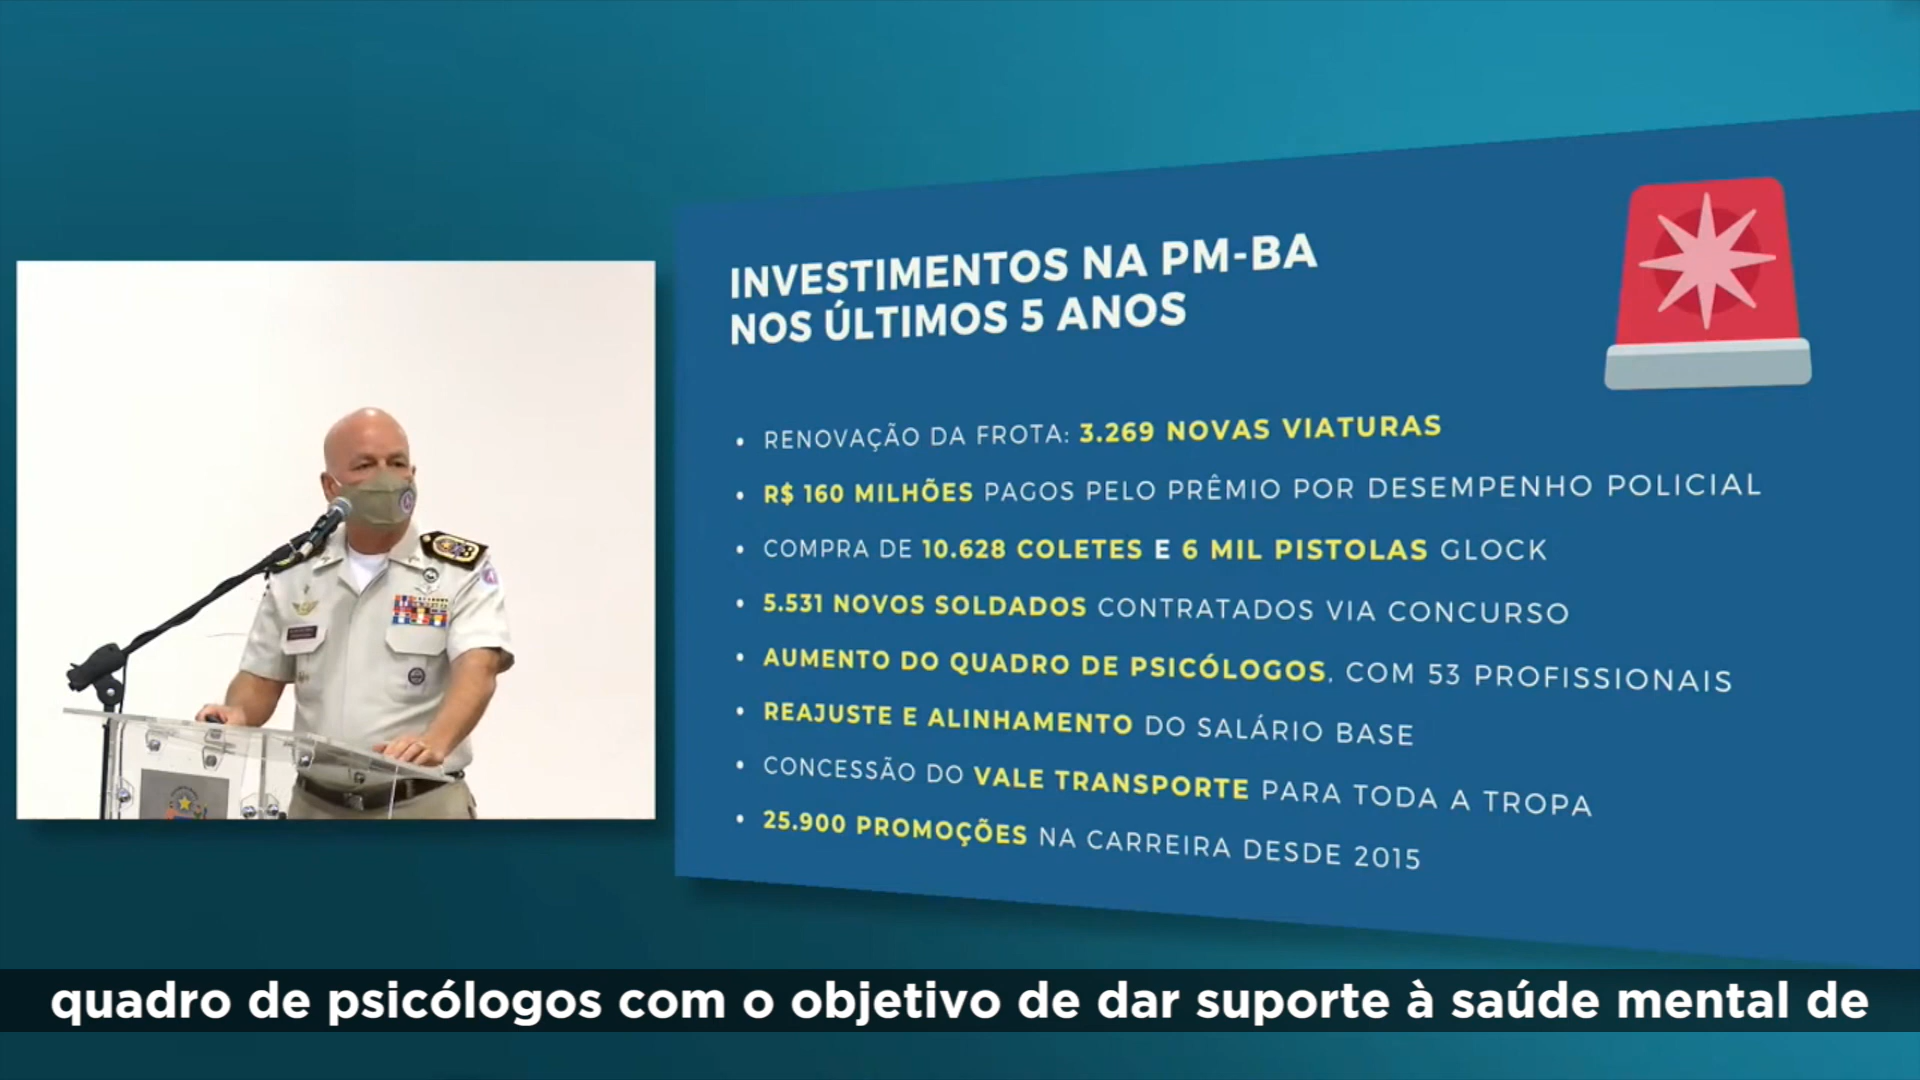 INVESTIMENTOS NA PM-BA
NOS ÚLTIMOS 5 ANOS
• RENOVAÇÃO DA FROTA: 3.269 NOVAS VIATURAS
• R$ 160 MILHÕES PAGOS PELO PRÊMIO POR DESEMPENHO POLICIAL
• COMPRA DE 10.628 COLETES E 6 MIL PISTOLAS GLOCK
• 5.531 NOVOS SOLDADOS CONTRATADOS VIA CONCURSO
• AUMENTO DO QUADRO DE PSICÓLOGOS, COM 53 PROFISSIONAIS
• REAJUSTE E ALINHAMENTO DO SALÁRIO BASE
• CONCESSÃO DO VALE TRANSPORTE PARA TODA A TROPA
• 25.900 PROMOÇÕES NA CARREIRA DESDE 2015
quadro de psicólogos com o objetivo de dar suporte à saúde mental de